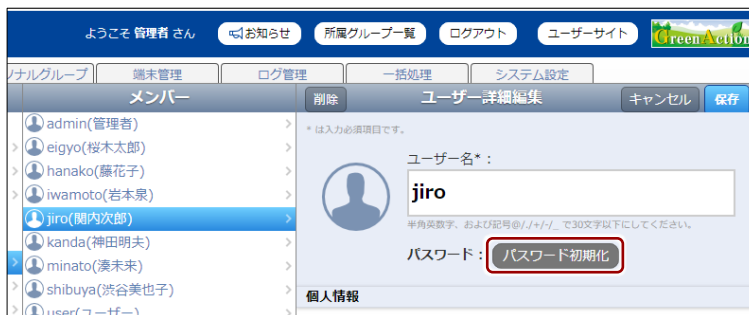 ようこそ 管理者 さん
お知らせ
所属グループ一覧
ログアウト
ユーザーサイト
GreenAction
ソナルグループ
端末管理
ログ管理
一括処理
システム設定
メンバー
削除
ユーザー詳細編集
キャンセル
保存
admin(管理者)
eigyo(桜木太郎)
hanako(藤花子)
iwamoto(岩本泉)
jiro(関内次郎)
kanda(神田明夫)
minato(湊未来)
shibuya(渋谷美也子)
user(ユーザー)
* は入力必須項目です。
ユーザー名* :
jiro
半角英数字、および記号@/./+/-/_ で30文字以下にしてください。
パスワード : パスワード初期化
個人情報